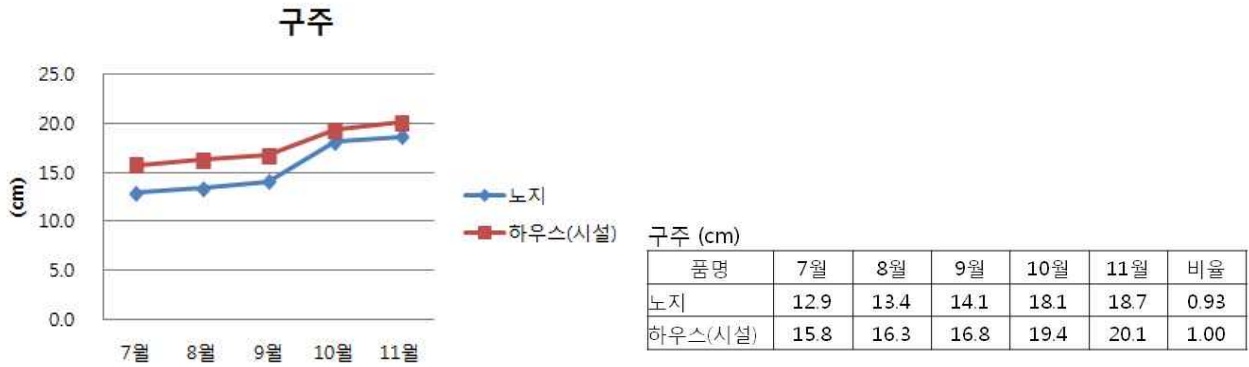 구주
25.0
20.0
15.0
10.0
5.0
0.0
(cm)
7월 8월 9월 10월 11월
노지
하우스(시설)
구주 (cm)
품명 7월 8월 9월 10월 11월 비율
노지 12.9 13.4 14.1 18.1 18.7 0.93
하우스(시설) 15.8 16.3 16.8 19.4 20.1 1.00